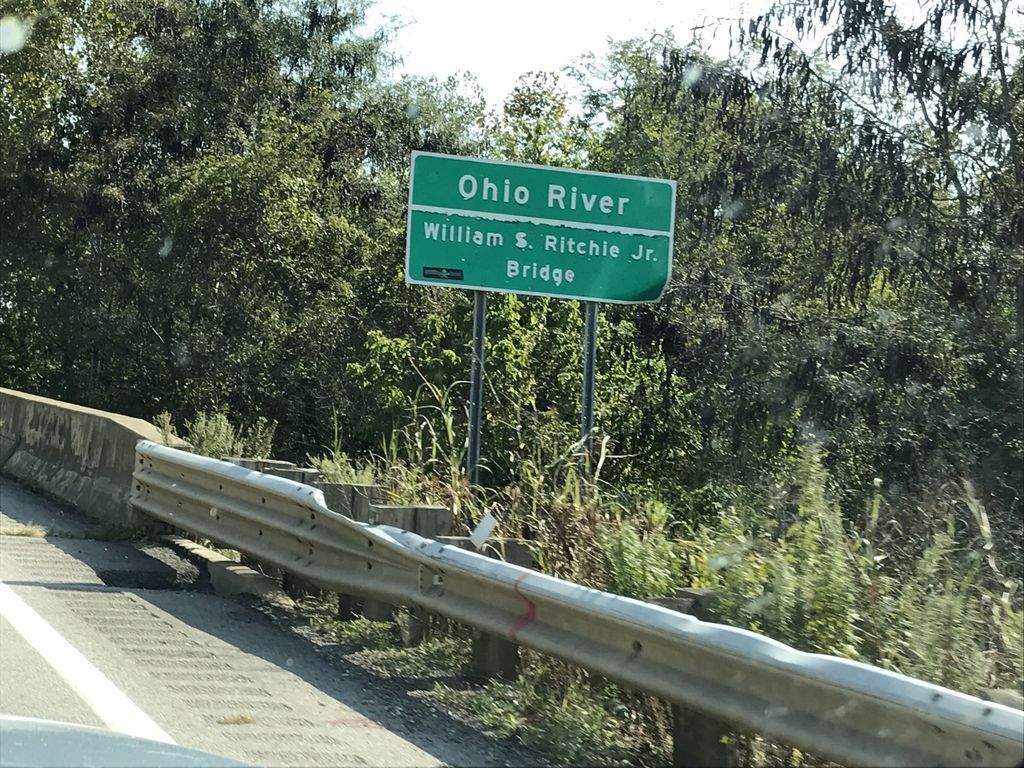 Ohio River
William S. Ritchie Jr.
Bridge